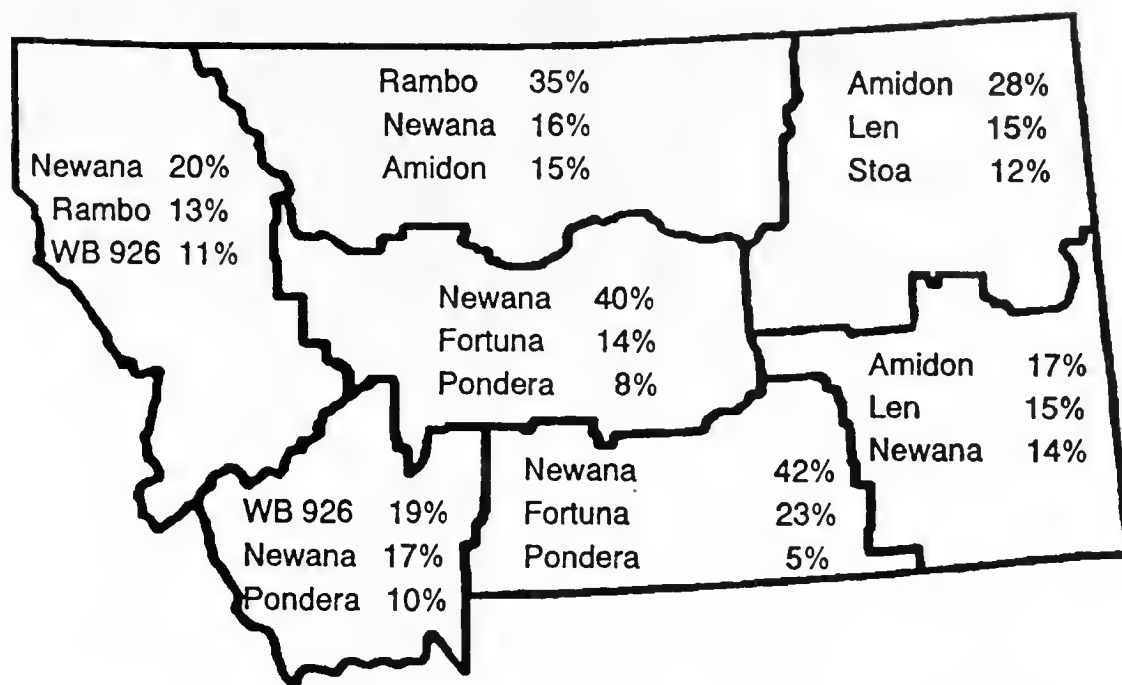 Rambo 35%
Newana 16%
Amidon 15%
Amidon 28%
Len 15%
Stoa 12%
Newana 20%
Rambo 13%
WB 926 11%
Newana 40%
Fortuna 14%
Pondera 8%
Amidon 17%
Len 15%
Newana 14%
WB 926 19%
Newana 17%
Pondera 10%
Newana 42%
Fortuna 23%
Pondera 5%